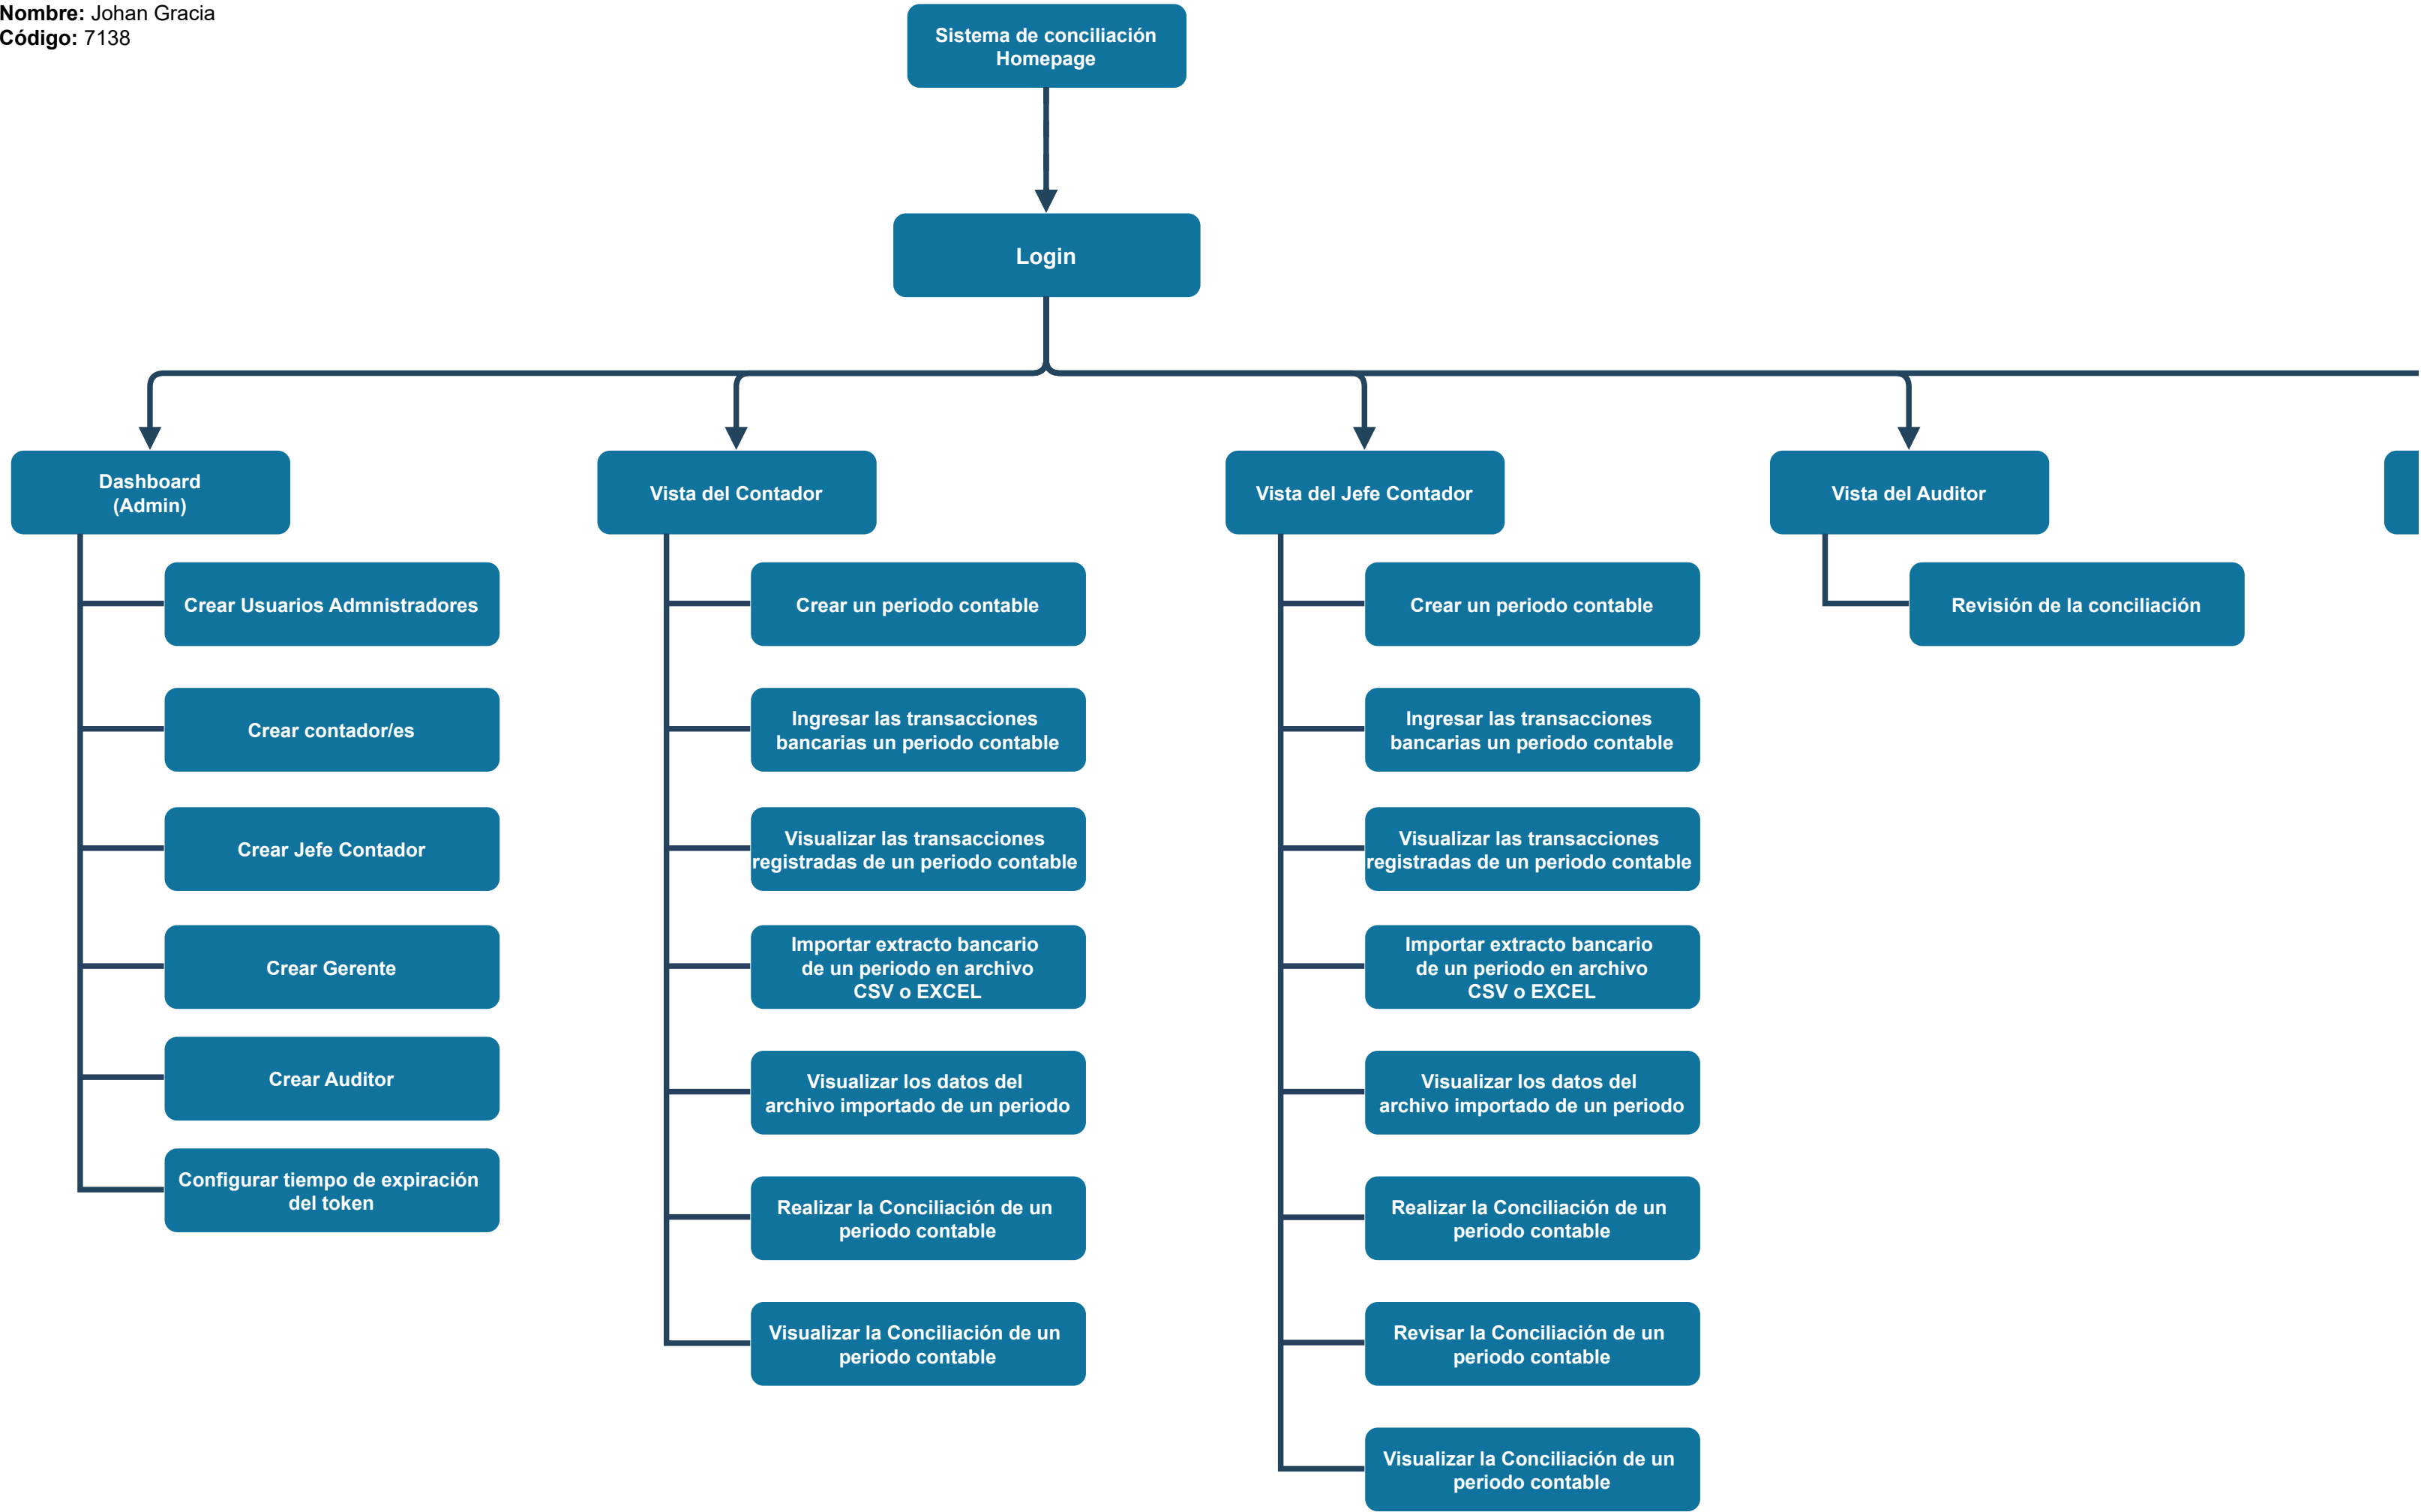 Nombre: Johan Gracia
Código: 7138
Sistema de conciliación
Homepage
Login
Dashboard
(Admin)
Crear Usuarios Admnistradores
Crear contador/es
Crear Jefe Contador
Crear Gerente
Crear Auditor
Configurar tiempo de expiración
del token
Vista del Contador
Crear un periodo contable
Ingresar las transacciones
bancarias un periodo contable
Visualizar las transacciones
registradas de un periodo contable
Importar extracto bancario
de un periodo en archivo
CSV o EXCEL
Visualizar los datos del
archivo importado de un periodo
Realizar la Conciliación de un
periodo contable
Visualizar la Conciliación de un
periodo contable
Vista del Jefe Contador
Crear un periodo contable
Ingresar las transacciones
bancarias un periodo contable
Visualizar las transacciones
registradas de un periodo contable
Importar extracto bancario
de un periodo en archivo
CSV o EXCEL
Visualizar los datos del
archivo importado de un periodo
Realizar la Conciliación de un
periodo contable
Revisar la Conciliación de un
periodo contable
Visualizar la Conciliación de un
periodo contable
Vista del Auditor
Revisión de la conciliación